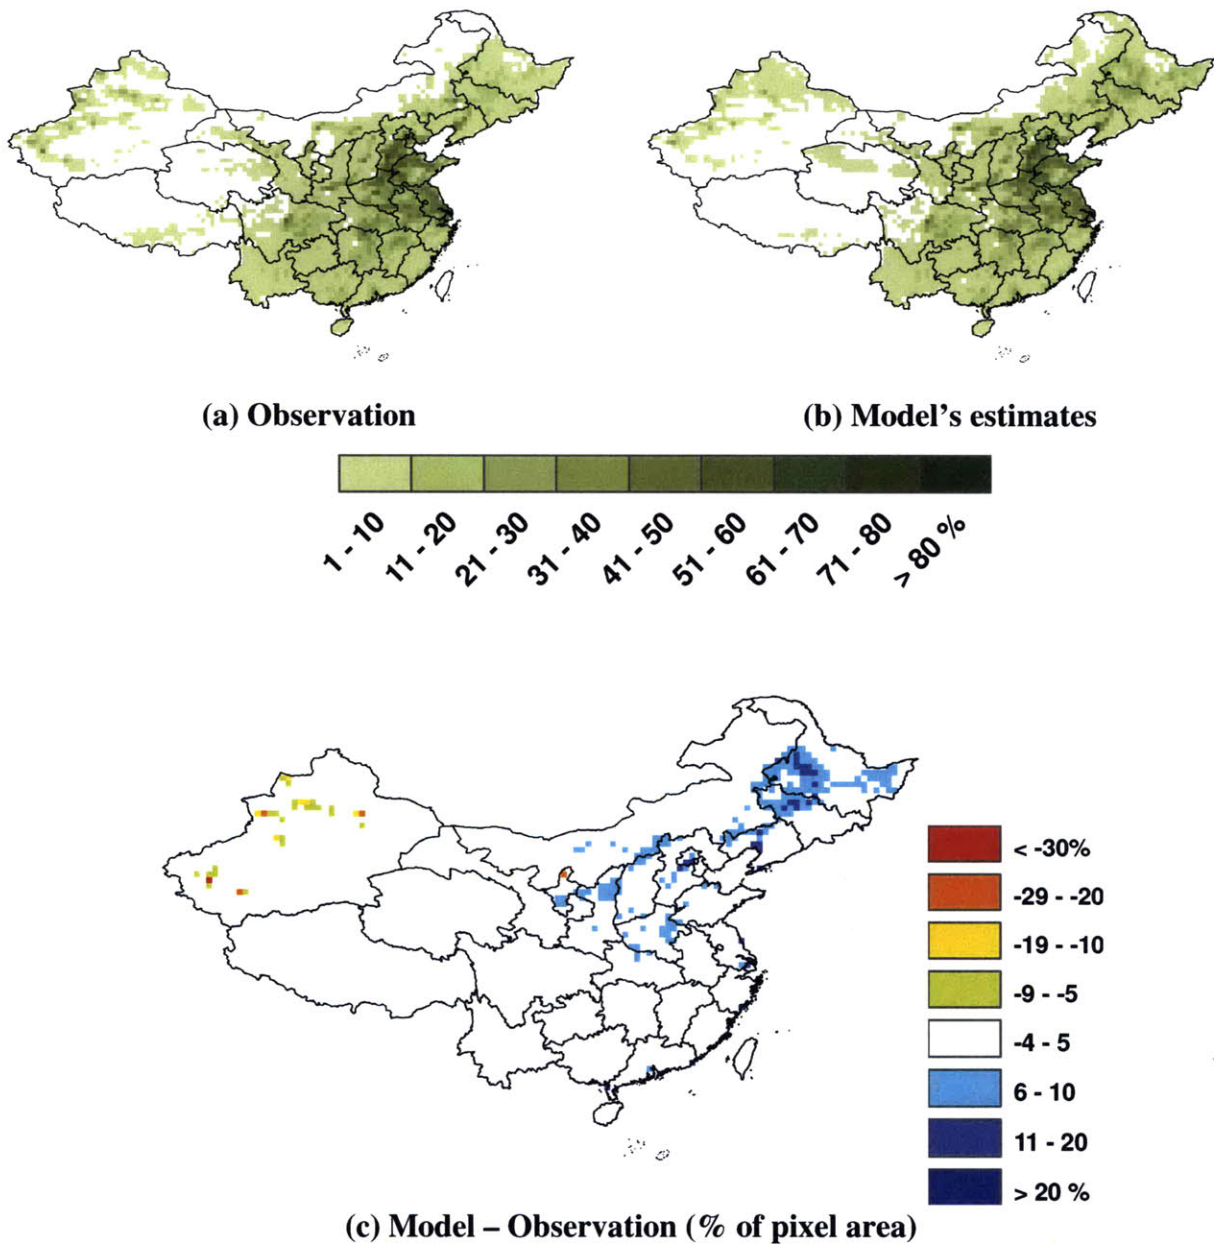 (a) Observation
(b) Model's estimates
1 - 10
11 - 20
21 - 30
31 - 40
41 - 50
51 - 60
61 - 70
71 - 80
> 80 %
< -30%
-29 - -20
-19 - -10
-9 - -5
-4 - 5
6 - 10
11 - 20
> 20 %
(c) Model – Observation (% of pixel area)